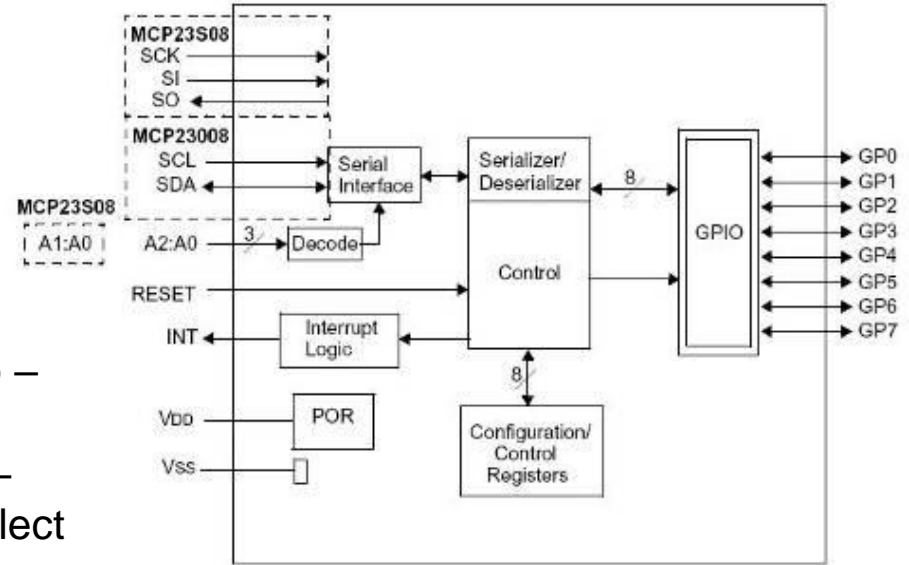 MCP23S08
SCK
SI
SO
MCP23008
SCL
SDA
Serial
Interface
Serializer/
Deserializer
8
GPIO
GP0
GP1
GP2
GP3
GP4
GP5
GP6
GP7
MCP23S08
A1:A0
A2:A0
3
Decode
Control
RESET
INT
Interrupt
Logic
8
VDD
POR
Configuration/
Control
Registers
VSS
–
–